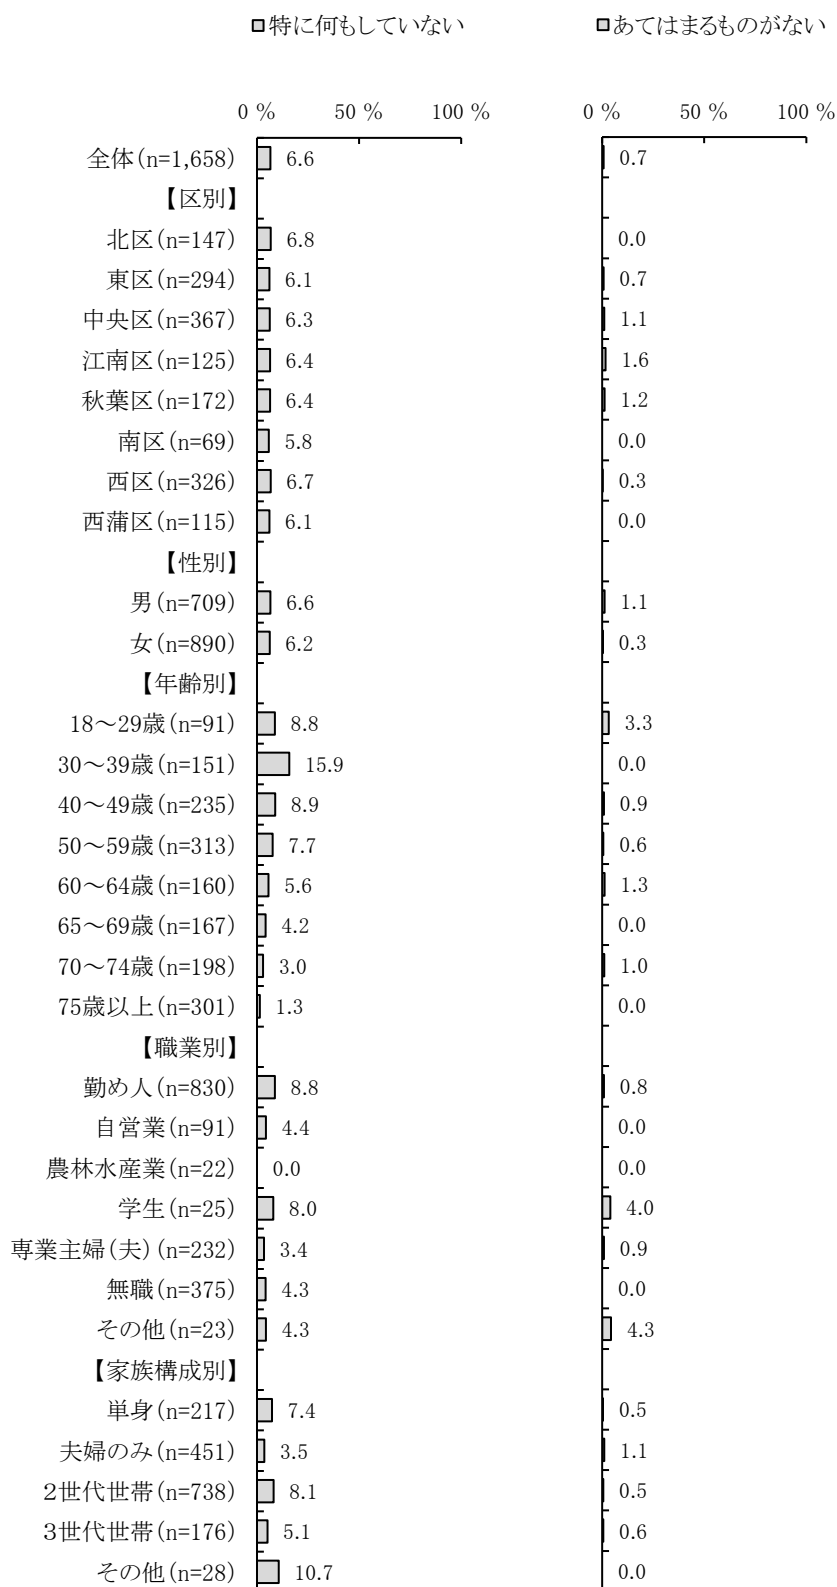 特に何もしていない あてはまるものがない
0 % 50 % 100 % 0 % 50 % 100 %
全体(n=1,658) 6.6 0.7
【区別】
北区(n=147) 6.8 0.0
東区(n=294) 6.1 0.7
中央区(n=367) 6.3 1.1
江南区(n=125) 6.4 1.6
秋葉区(n=172) 6.4 1.2
南区(n=69) 5.8 0.0
西区(n=326) 6.7 0.3
西蒲区(n=115) 6.1 0.0
【性別】
男(n=709) 6.6 1.1
女(n=890) 6.2 0.3
【年齢別】
18～29歳(n=91) 8.8 3.3
30～39歳(n=151) 15.9 0.0
40～49歳(n=235) 8.9 0.9
50～59歳(n=313) 7.7 0.6
60～64歳(n=160) 5.6 1.3
65～69歳(n=167) 4.2 0.0
70～74歳(n=198) 3.0 1.0
75歳以上(n=301) 1.3 0.0
【職業別】
勤め人(n=830) 8.8 0.8
自営業(n=91) 4.4 0.0
農林水産業(n=22) 0.0 0.0
学生(n=25) 8.0 4.0
専業主婦(夫)(n=232) 3.4 0.9
無職(n=375) 4.3 0.0
その他(n=23) 4.3 4.3
【家族構成別】
単身(n=217) 7.4 0.5
夫婦のみ(n=451) 3.5 1.1
2世代世帯(n=738) 8.1 0.5
3世代世帯(n=176) 5.1 0.6
その他(n=28) 10.7 0.0